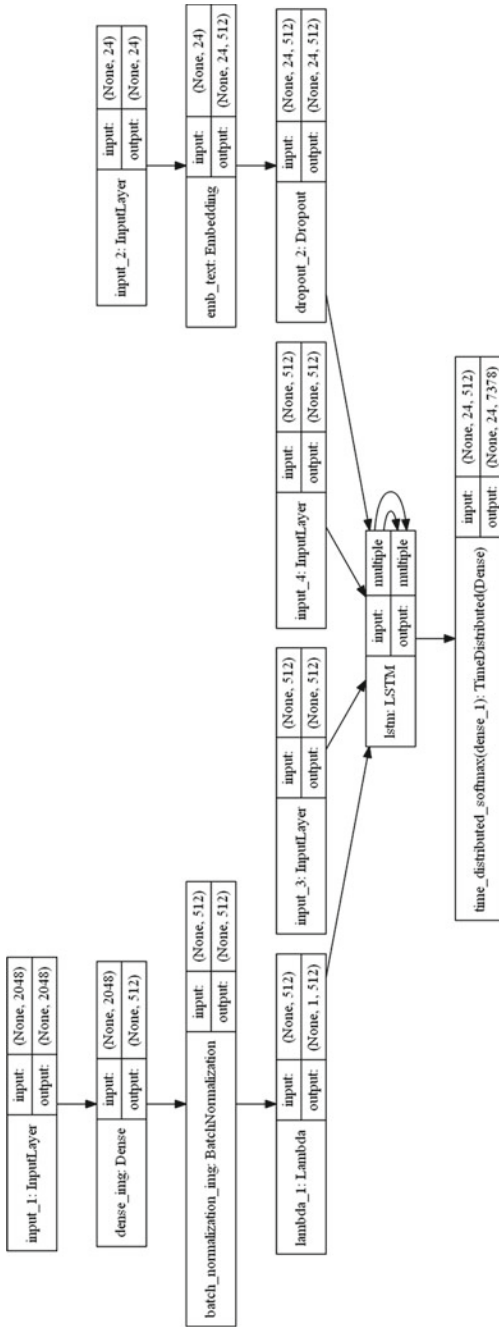 input_1: InputLayer
input: (None, 2048)
output: (None, 2048)
dense_img: Dense
input: (None, 2048)
output: (None, 512)
batch_normalization_img: BatchNormalization
input: (None, 512)
output: (None, 512)
lambda_1: Lambda
input: (None, 512)
output: (None, 1, 512)
input_3: InputLayer
input: (None, 512)
output: (None, 512)
input_4: InputLayer
input: (None, 512)
output: (None, 512)
input_2: InputLayer
input: (None, 24)
output: (None, 24)
emb_text: Embedding
input: (None, 24)
output: (None, 24, 512)
dropout_2: Dropout
input: (None, 24, 512)
output: (None, 24, 512)
lstm: LSTM
input: multiple
output: multiple
time_distributed_softmax(dense_1): TimeDistributed(Dense)
input: (None, 24, 512)
output: (None, 24, 7378)